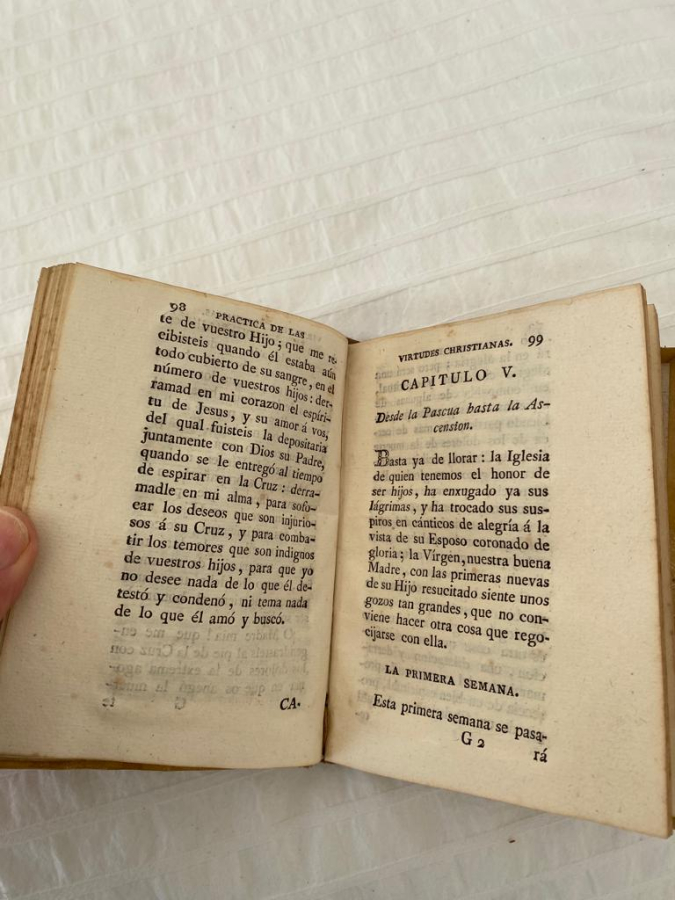 98 PRACTICA DE LAS
te de vuestro Hijo; que me re-
cibisteis quando él estaba aún
todo cubierto de su sangre, en el
número de vuestros hijos: der-
ramad en mi corazon el espíri-
tu de Jesus, y su amor á vos,
del qual fuisteis la depositaria
juntamente con Dios su Padre,
quando se le entregó al tiempo
de espirar en la Cruz: derra-
madle en mi alma, para sofo-
car los deseos que son injurio-
sos á su Cruz, y para comba-
tir los temores que son indignos
de vuestros hijos, para que yo
no desee nada de lo que él de-
testó y condenó, ni tema nada
de lo que él amó y buscó.
CA-
VIRTUDES CHRISTIANAS. 99
CAPITULO V.
Desde la Pascua hasta la As-
cension.
Basta ya de llorar: la Iglesia
de quien tenemos el honor de
ser hijos, ha enxugado ya sus
lágrimas, y ha trocado sus sus-
piros en cánticos de alegría á la
vista de su Esposo coronado de
gloria; la Vírgen, nuestra buena
Madre, con las primeras nuevas
de su Hijo resucitado siente unos
gozos tan grandes, que no con-
viene hacer otra cosa que rego-
cijarse con ella.
LA PRIMERA SEMANA.
Esta primera semana se pasa-
G 2 rá